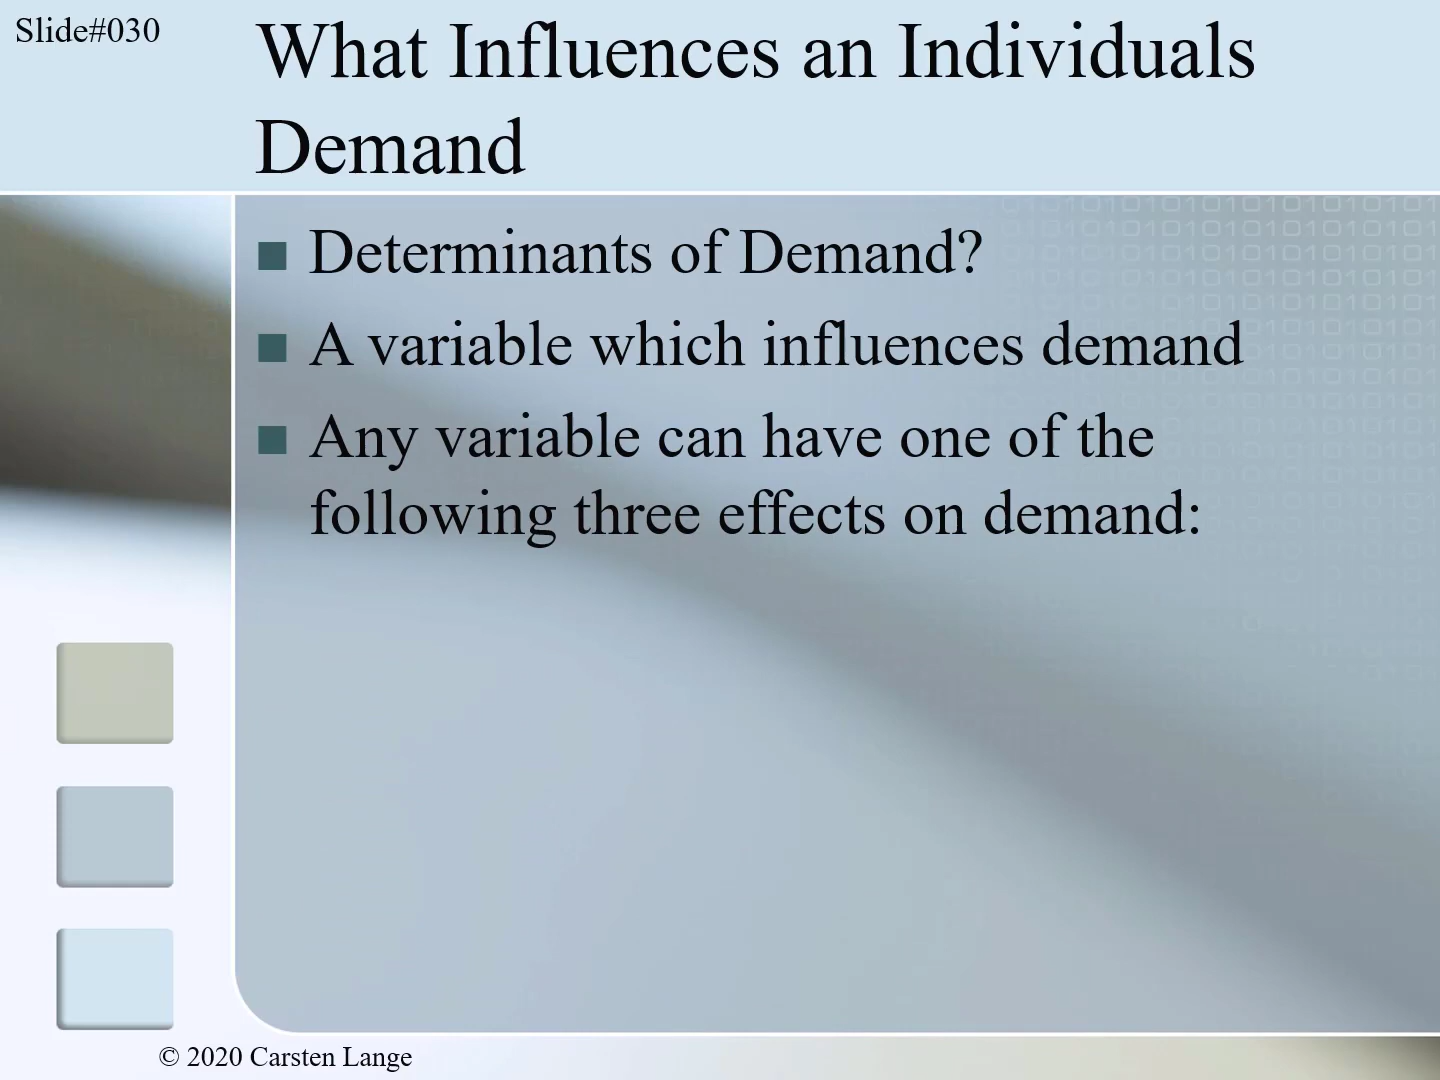 Slide#030
What Influences an Individuals
Demand
Determinants of Demand?
A variable which influences demand
Any variable can have one of the
following three effects on demand:
© 2020 Carsten Lange